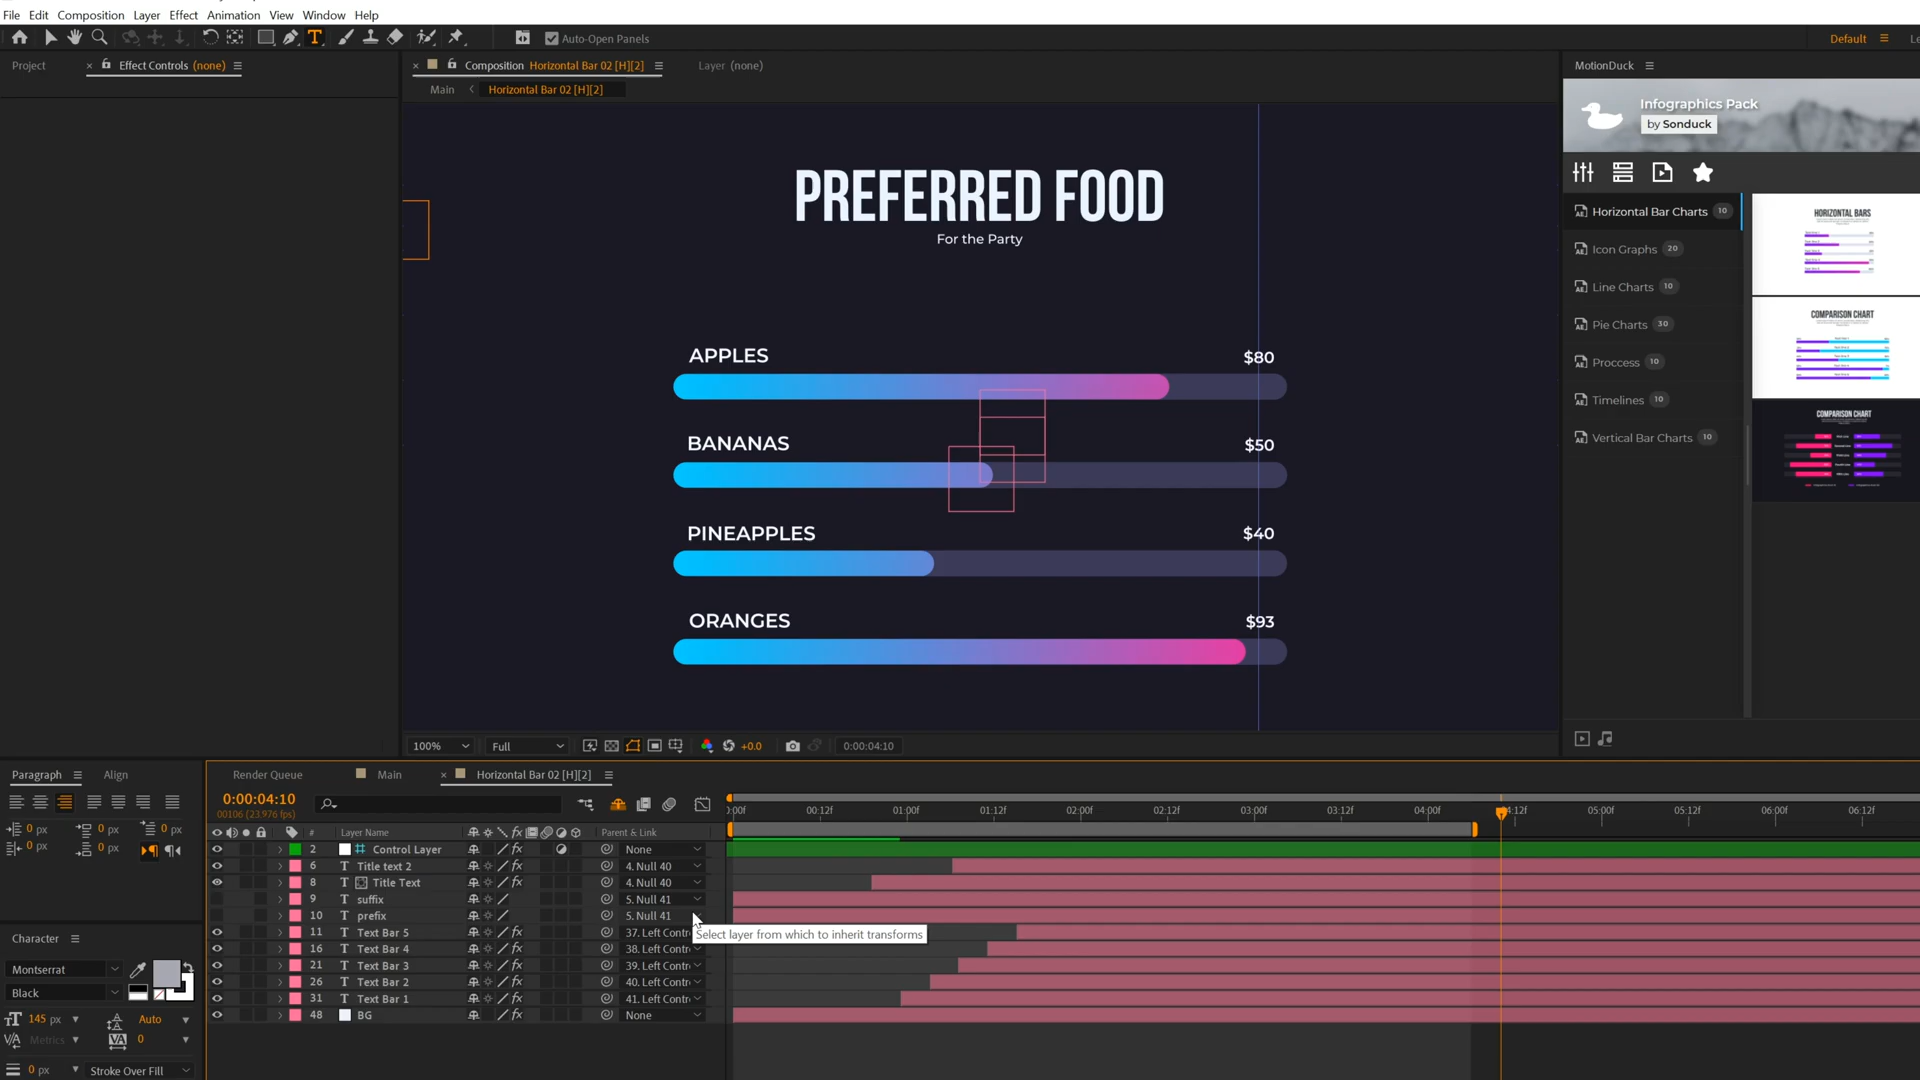 File Edit Composition Layer Effect Animation View Window Help
T Auto-Open Panels Default
Project × Effect Controls (none) × Composition Horizontal Bar 02 [H][2] Layer (none) MotionDuck
Main < Horizontal Bar 02 [H][2]
Infographics Pack
by Sonduck
PREFERRED FOOD
For the Party
APPLES $80
BANANAS $50
PINEAPPLES $40
ORANGES $93
Horizontal Bar Charts 10
Icon Graphs 20
Line Charts 10
Pie Charts 30
Proccess 10
Timelines 10
Vertical Bar Charts 10
HORIZONTAL BARS
COMPARISON CHART
COMPARISON CHART
100% Full +0.0 0:00:04:10
Paragraph Align
0 px 0 px 0 px
0 px 0 px
Character
Montserrat
Black
145 px Auto
Metrics 0
0 px Stroke Over Fill
Render Queue Main × Horizontal Bar 02 [H][2]
0:00:04:10
00106 (23.976 fps)
:00f 00:12f 01:00f 01:12f 02:00f 02:12f 03:00f 03:12f 04:00f 4:12f 05:00f 05:12f 06:00f 06:12f
# Layer Name fx Parent & Link
2 Control Layer fx None
6 T Title text 2 fx 4. Null 40
8 T Title Text fx 4. Null 40
9 T suffix 5. Null 41
10 T prefix 5. Null 41
Select layer from which to inherit transforms
11 T Text Bar 5 fx 37. Left Contr
16 T Text Bar 4 fx 38. Left Contr
21 T Text Bar 3 fx 39. Left Contr
26 T Text Bar 2 fx 40. Left Contr
31 T Text Bar 1 fx 41. Left Contr
48 BG fx None